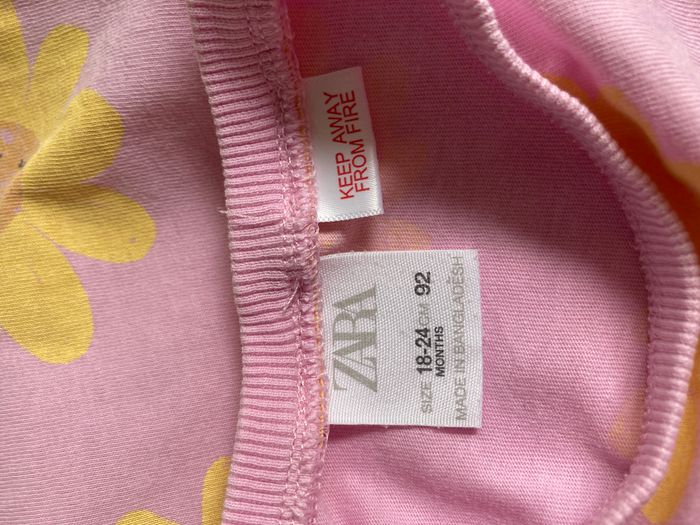 KEEP AWAY
FROM FIRE
ZARA
SIZE 18-24 CM 92
MONTHS
MADE IN BANGLADESH